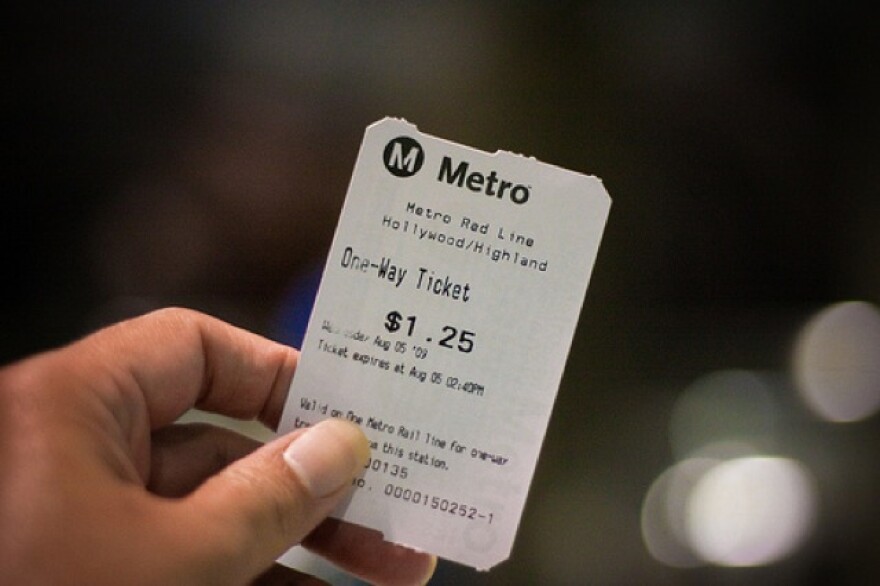 M Metro
Metro Red Line
Hollywood/Highland
One-Way Ticket
$1.25
Aug 05 '09
Ticket expires at Aug 05 02:40PM
Valid on One Metro Rail line for one-way
this station.
00135
0000150252-1